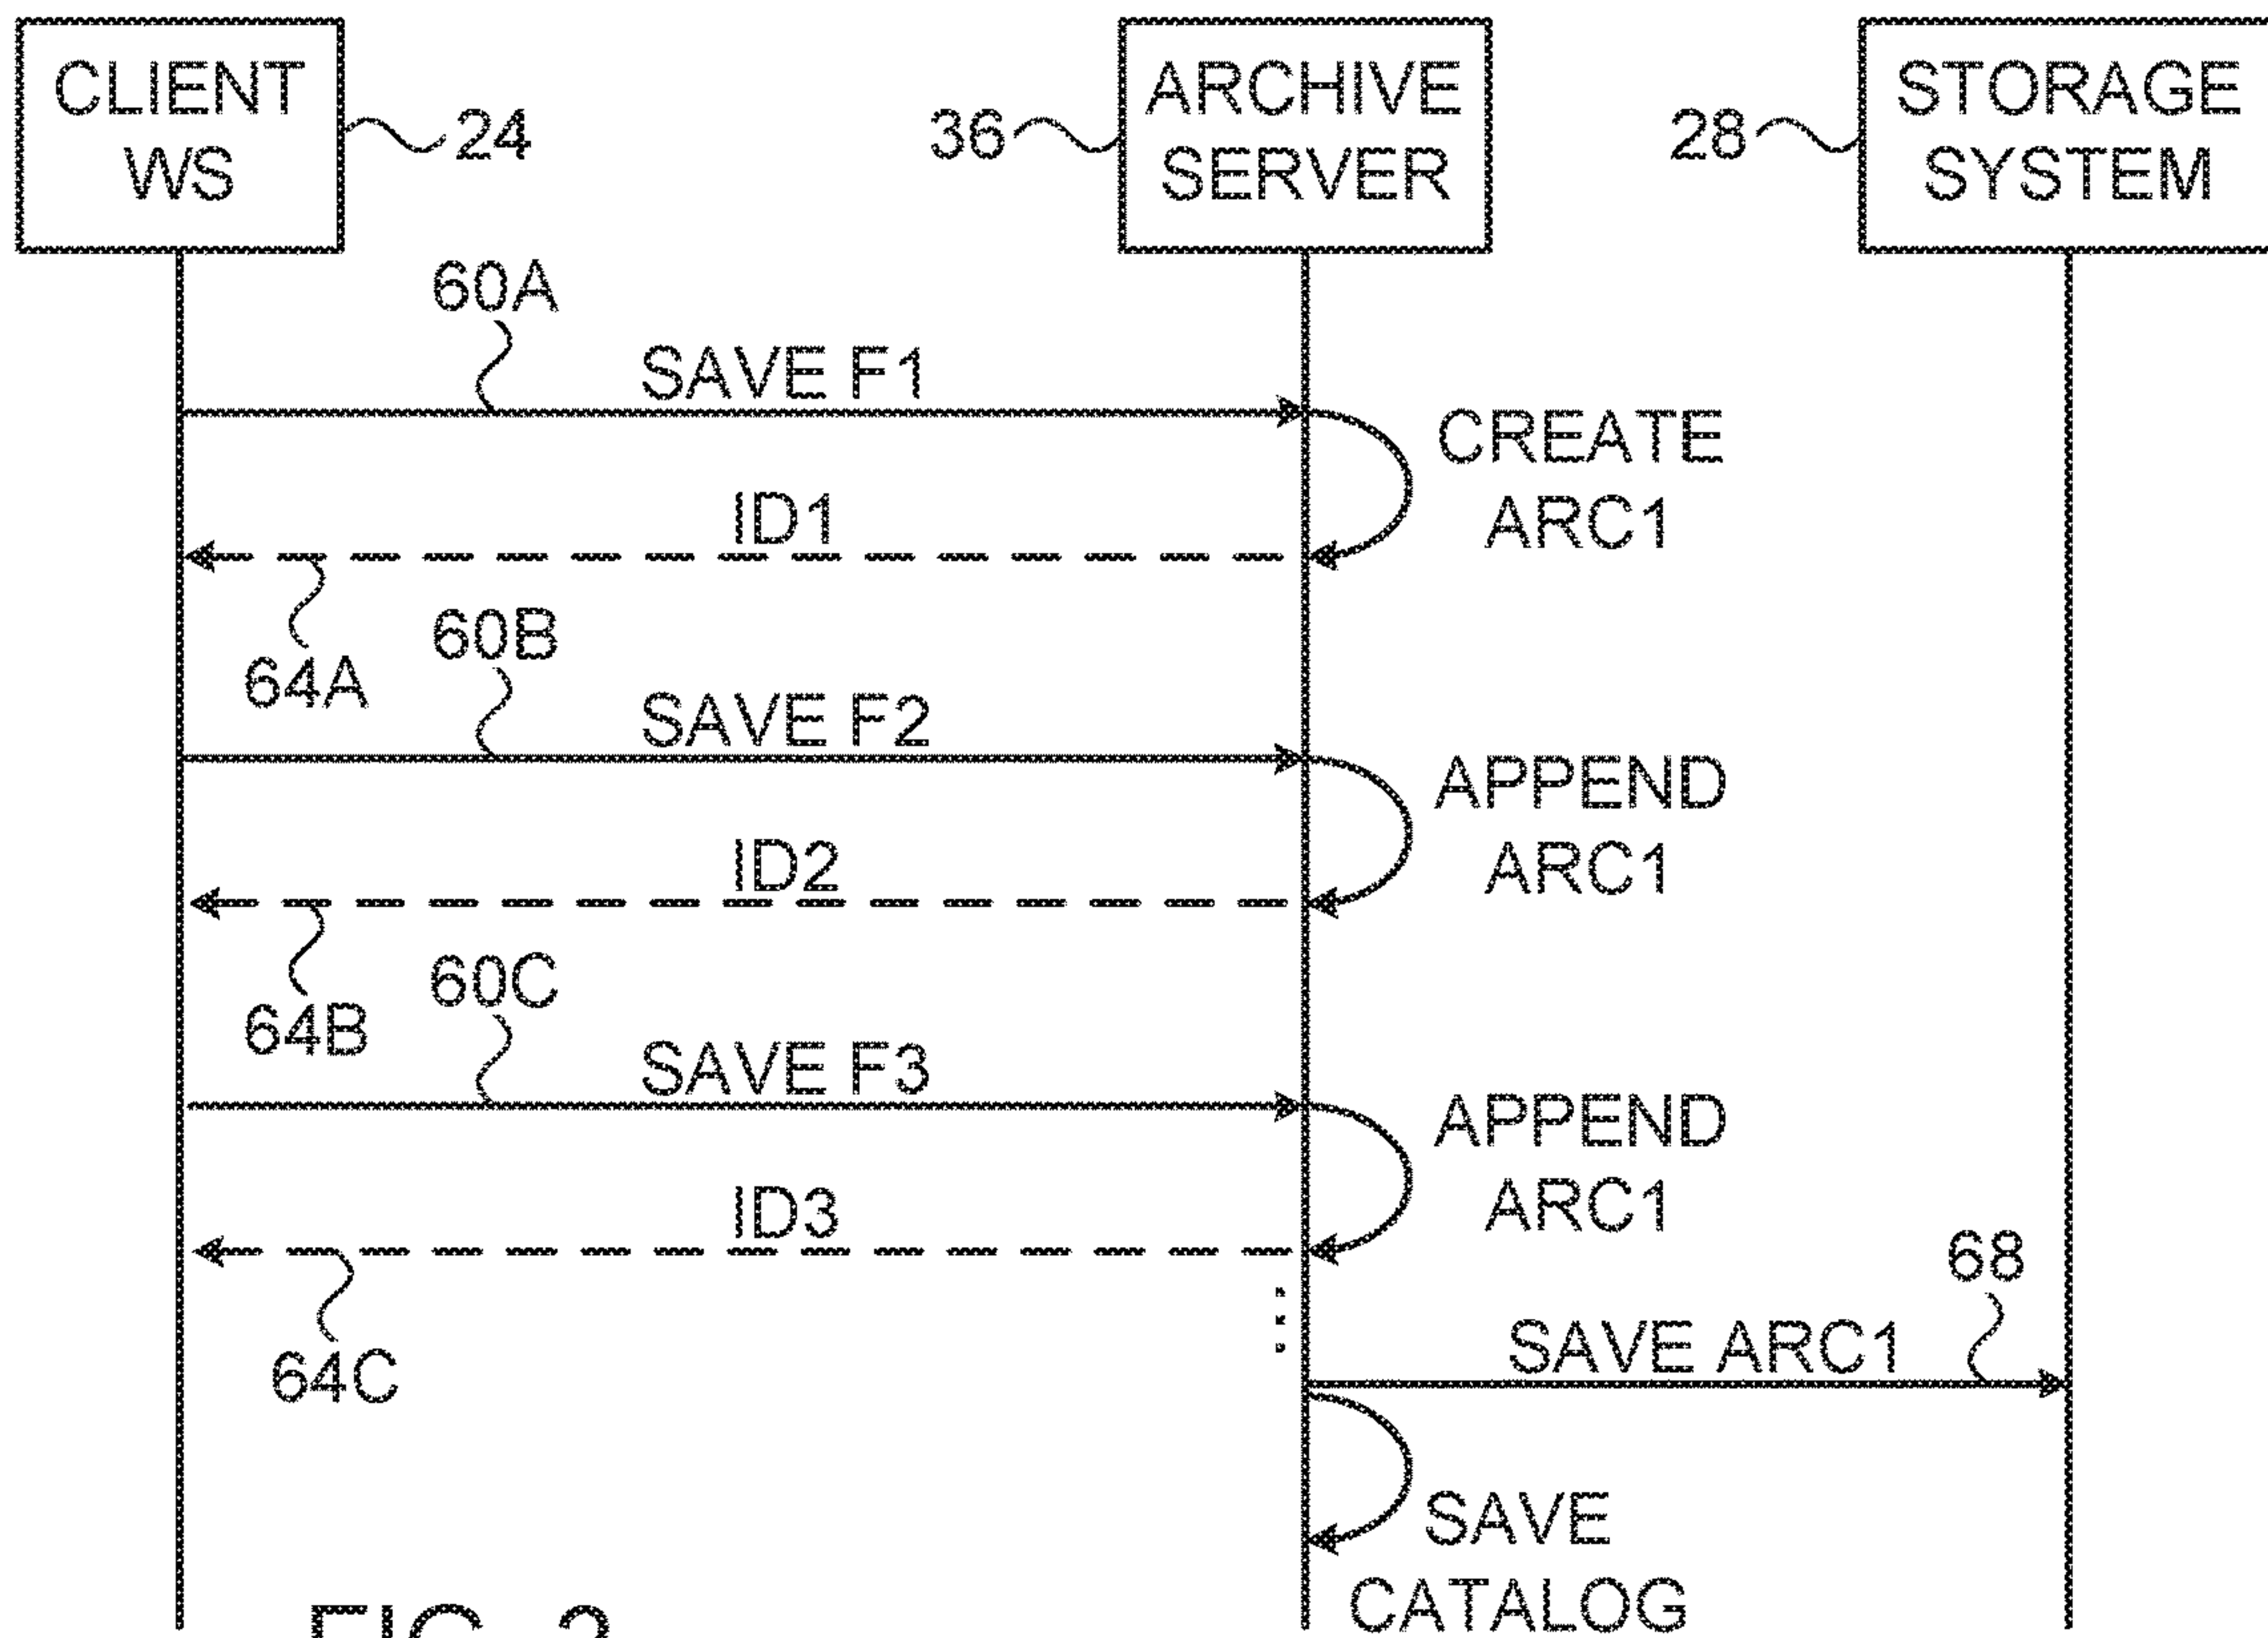 CLIENT
WS
24
36
ARCHIVE
SERVER
28
STORAGE
SYSTEM
60A
SAVE F1
CREATE
ARC1
ID1
64A
60B
SAVE F2
APPEND
ARC1
ID2
64B
60C
SAVE F3
APPEND
ARC1
ID3
64C
68
SAVE ARC1
SAVE
CATALOG